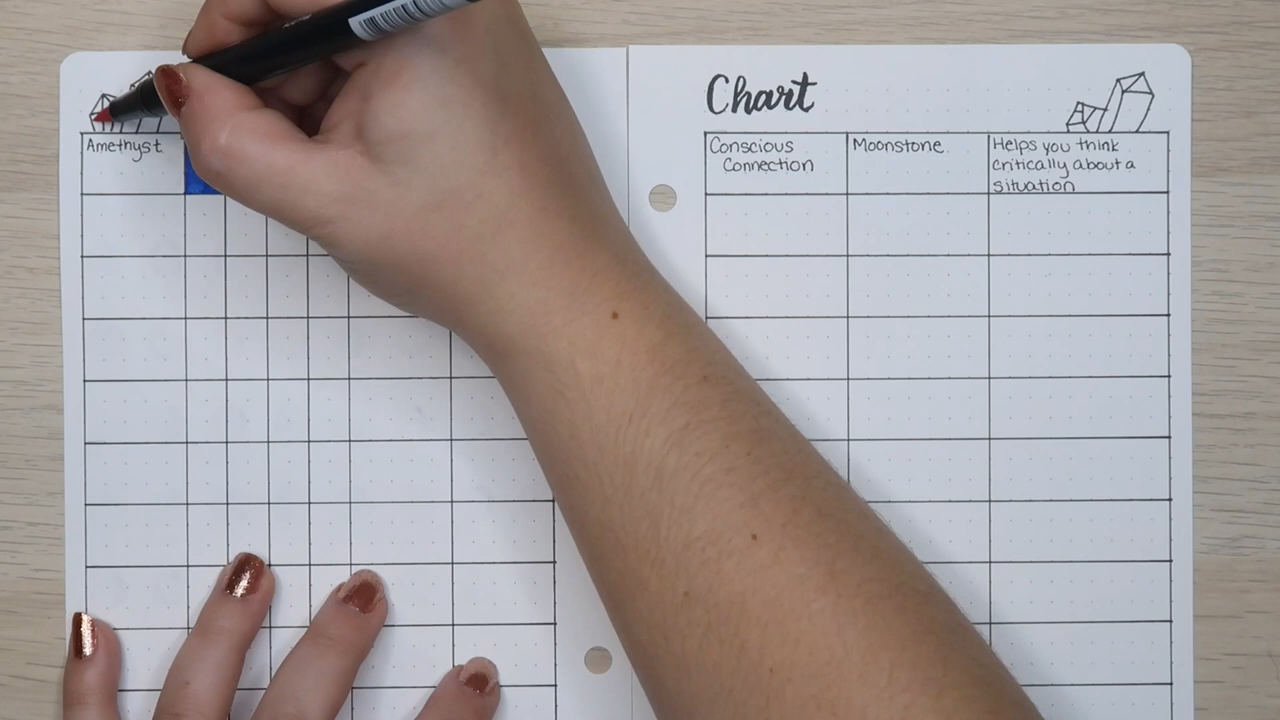 Chart
Amethyst
Conscious
Connection
Moonstone
Helps you think
critically about a
situation